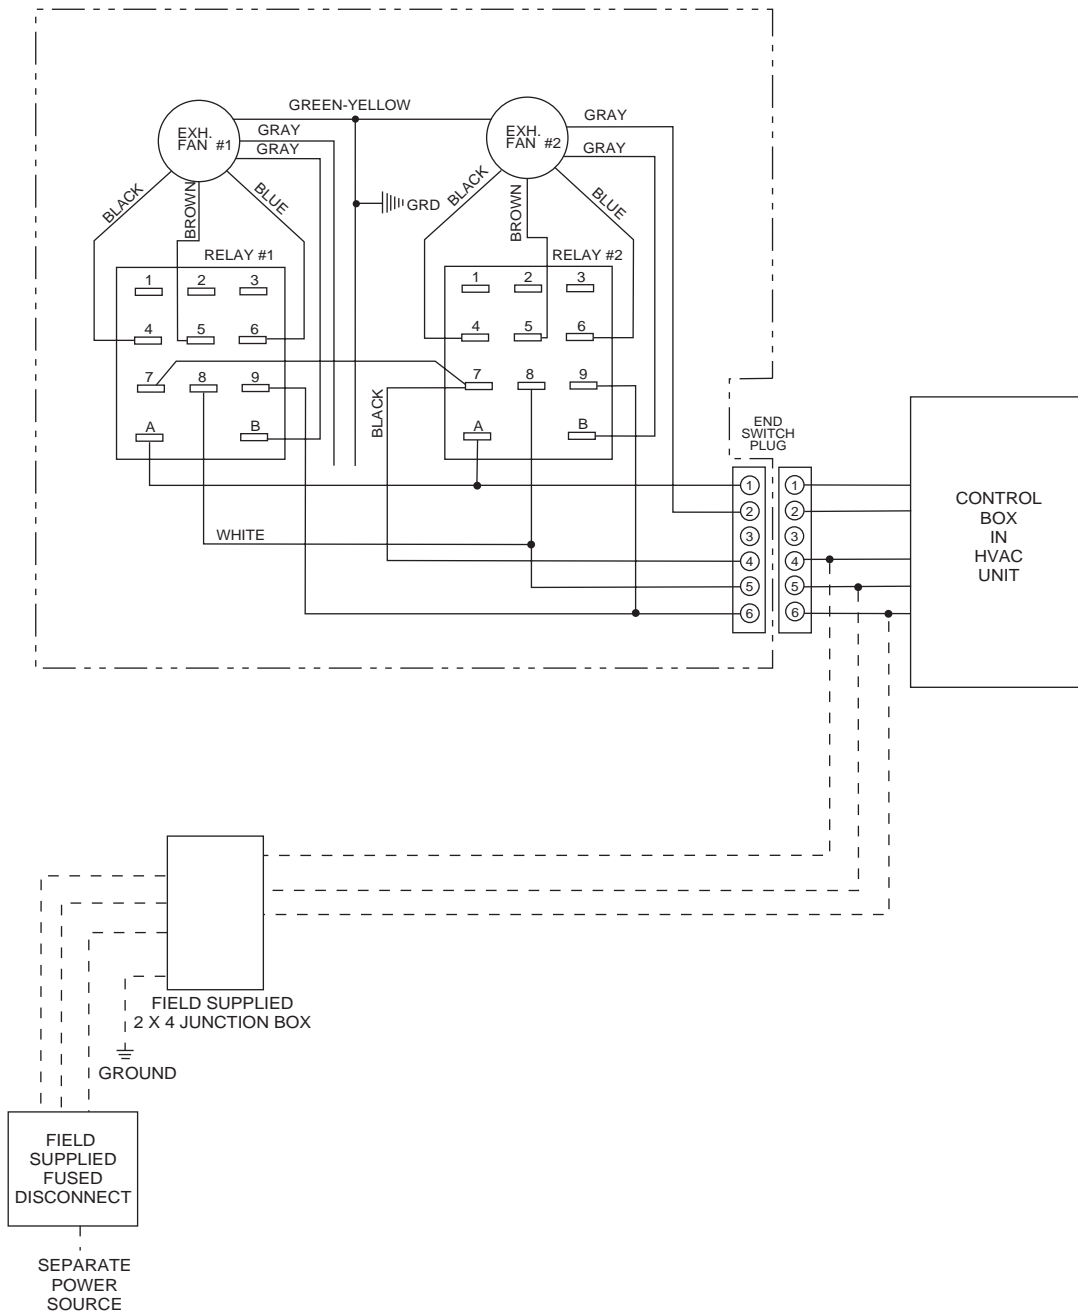 GREEN-YELLOW
EXH.
FAN #1
GRAY
GRAY
EXH.
FAN #2
GRAY
GRAY
BLACK
BROWN
BLUE
GRD
BLACK
BROWN
BLUE
RELAY #1
1 2 3
4 5 6
7 8 9
A B
RELAY #2
1 2 3
4 5 6
7 8 9
A B
BLACK
WHITE
END
SWITCH
PLUG
1 1
2 2
3 3
4 4
5 5
6 6
CONTROL
BOX
IN
HVAC
UNIT
FIELD SUPPLIED
2 X 4 JUNCTION BOX
GROUND
FIELD
SUPPLIED
FUSED
DISCONNECT
SEPARATE
POWER
SOURCE